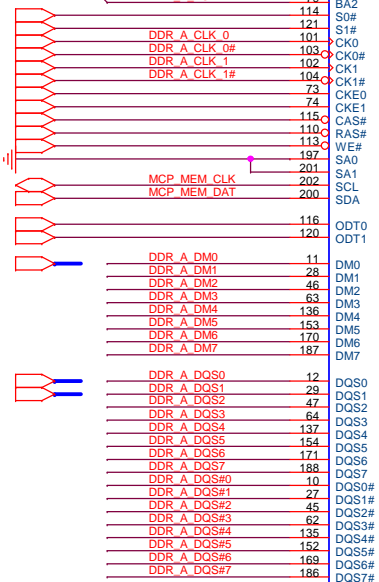 BA2
114 S0#
121 S1#
DDR_A_CLK_0 101 CK0
DDR_A_CLK_0# 103 CK0#
DDR_A_CLK_1 102 CK1
DDR_A_CLK_1# 104 CK1#
73 CKE0
74 CKE1
115 CAS#
110 RAS#
113 WE#
197 SA0
201 SA1
MCP_MEM_CLK 202 SCL
MCP_MEM_DAT 200 SDA
116 ODT0
120 ODT1
DDR_A_DM0 11 DM0
DDR_A_DM1 28 DM1
DDR_A_DM2 46 DM2
DDR_A_DM3 63 DM3
DDR_A_DM4 136 DM4
DDR_A_DM5 153 DM5
DDR_A_DM6 170 DM6
DDR_A_DM7 187 DM7
DDR_A_DQS0 12 DQS0
DDR_A_DQS1 29 DQS1
DDR_A_DQS2 47 DQS2
DDR_A_DQS3 64 DQS3
DDR_A_DQS4 137 DQS4
DDR_A_DQS5 154 DQS5
DDR_A_DQS6 171 DQS6
DDR_A_DQS7 188 DQS7
DDR_A_DQS#0 10 DQS0#
DDR_A_DQS#1 27 DQS1#
DDR_A_DQS#2 45 DQS2#
DDR_A_DQS#3 62 DQS3#
DDR_A_DQS#4 135 DQS4#
DDR_A_DQS#5 152 DQS5#
DDR_A_DQS#6 169 DQS6#
DDR_A_DQS#7 186 DQS7#